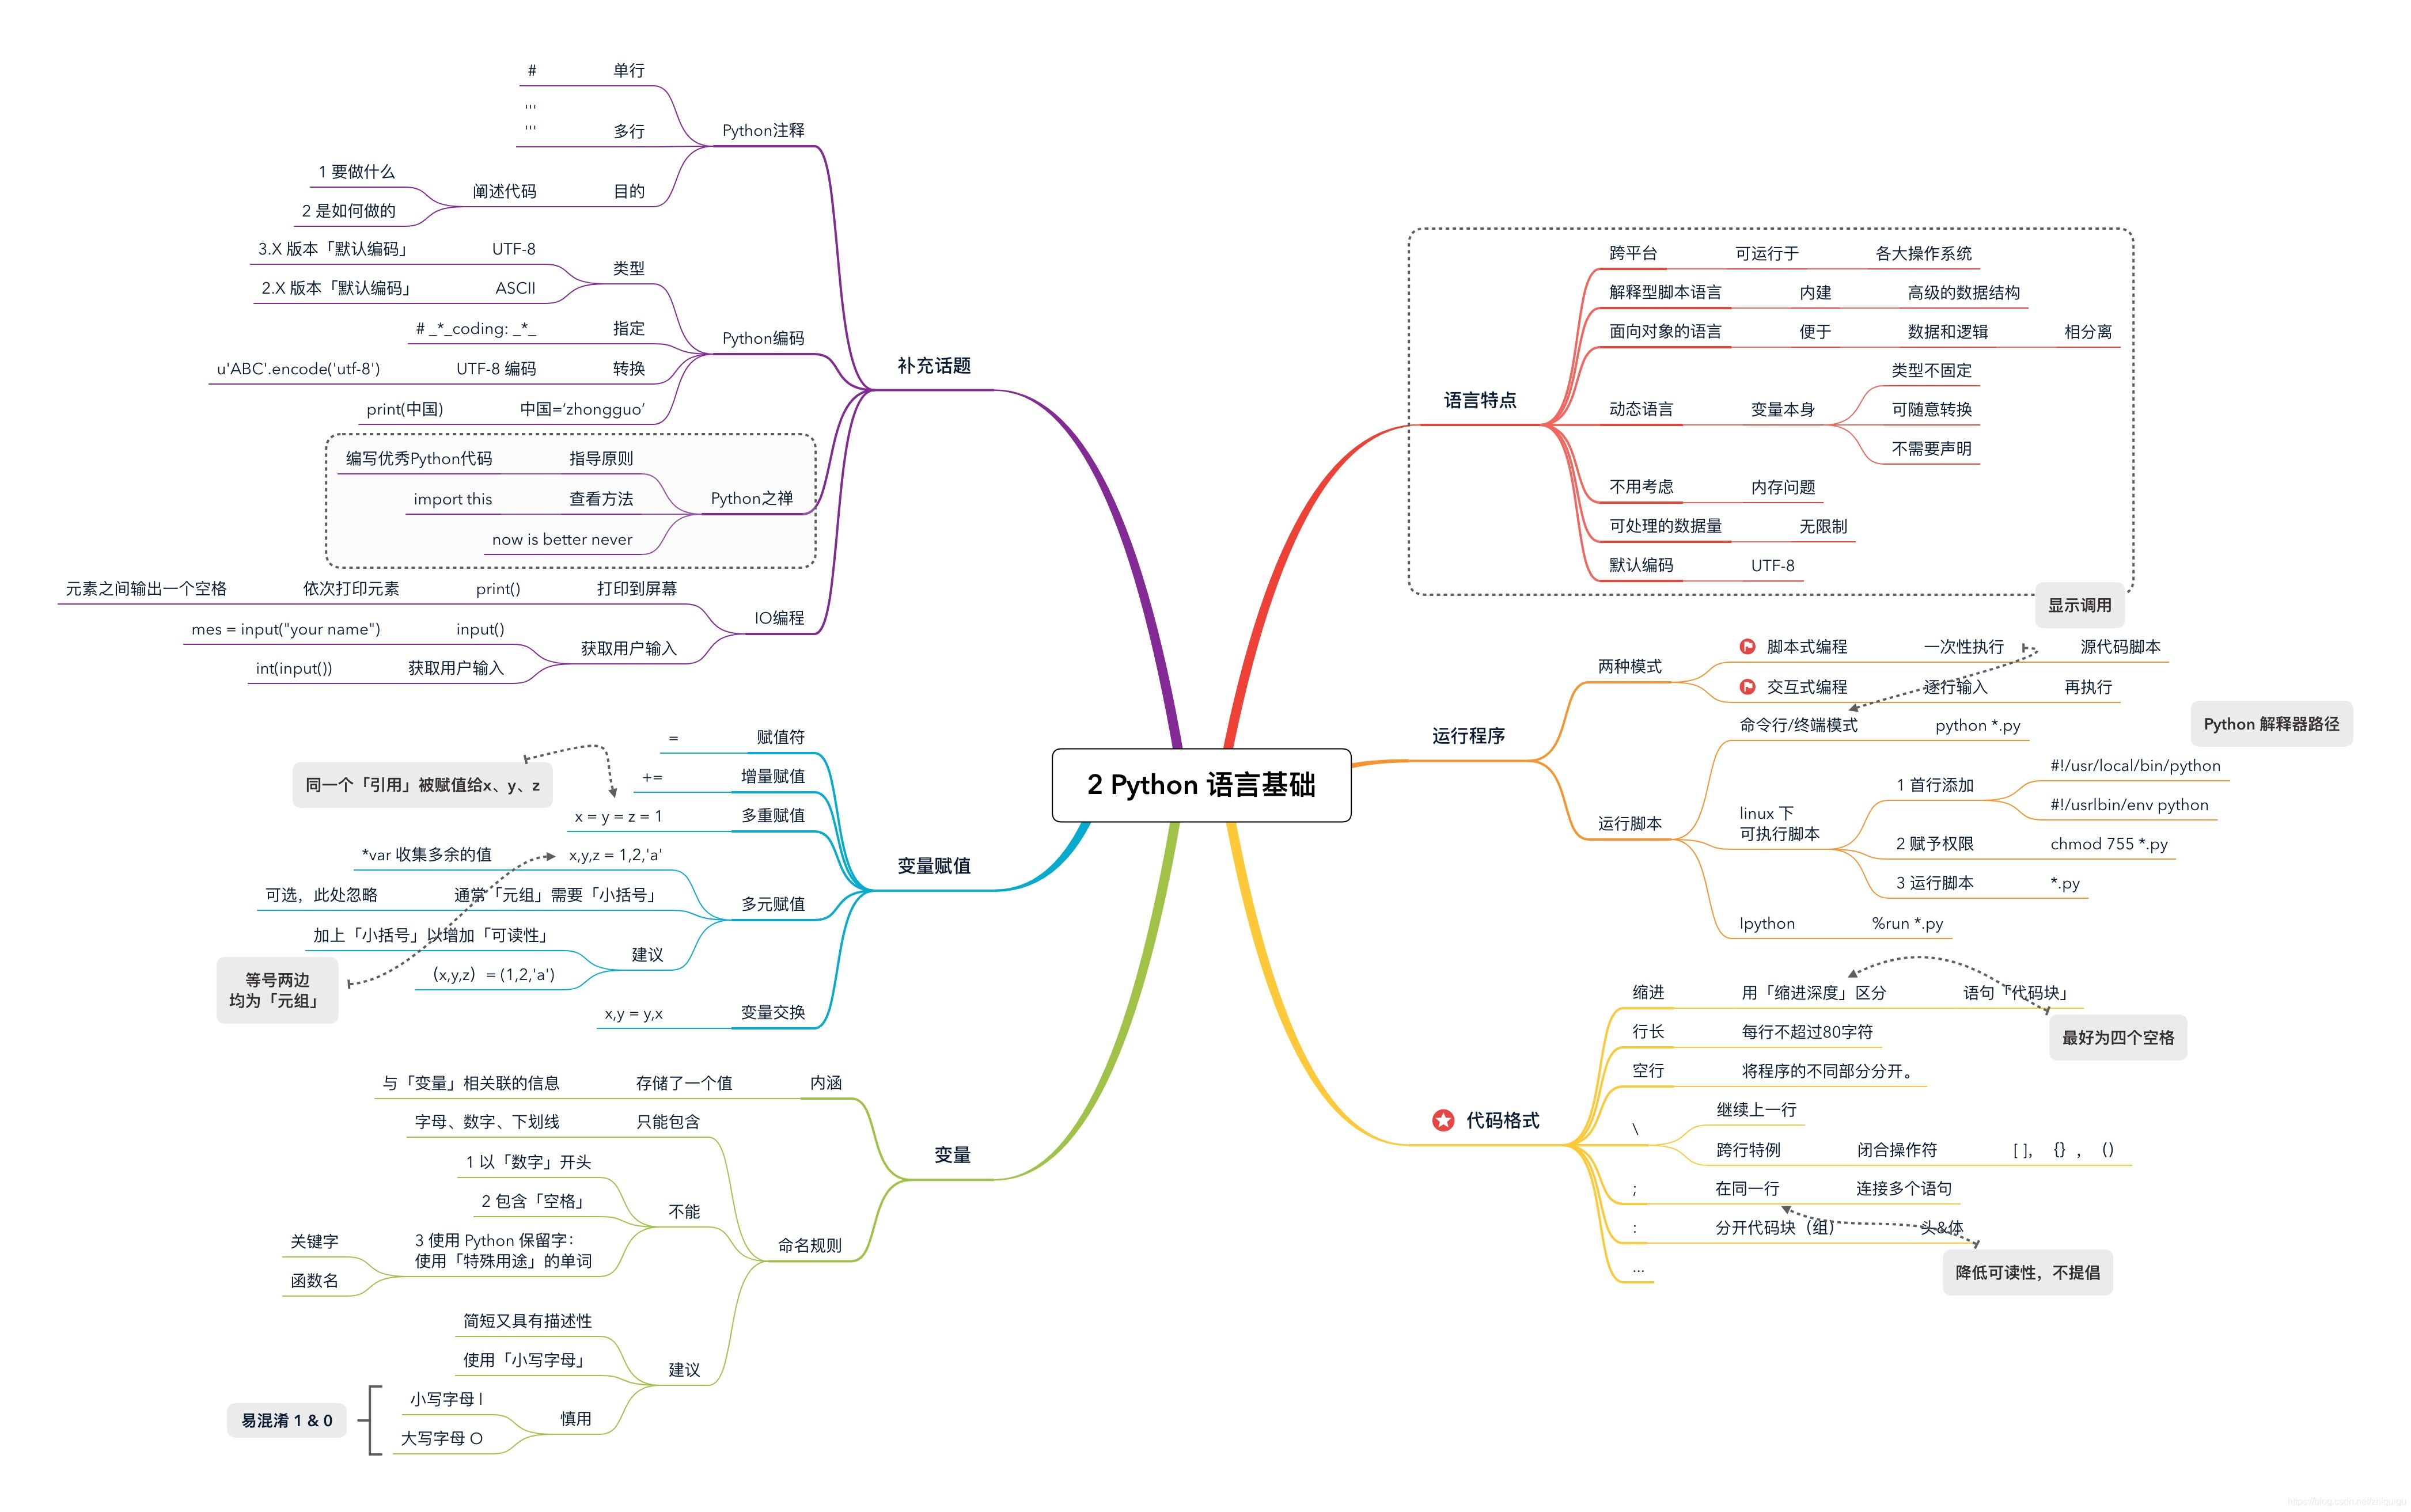 2 Python 语言基础
语言特点
跨平台
可运行于
各大操作系统
解释型脚本语言
内建
高级的数据结构
面向对象的语言
便于
数据和逻辑
相分离
动态语言
变量本身
类型不固定
可随意转换
不需要声明
不用考虑
内存问题
可处理的数据量
无限制
默认编码
UTF-8
显示调用
运行程序
两种模式
脚本式编程
一次性执行
源代码脚本
交互式编程
逐行输入
再执行
运行脚本
命令行/终端模式
python *.py
Python 解释器路径
linux 下
可执行脚本
1 首行添加
#!/usr/local/bin/python
#!/usrlbin/env python
2 赋予权限
chmod 755 *.py
3 运行脚本
*.py
Ipython
%run *.py
代码格式
缩进
用「缩进深度」区分
语句「代码块」
最好为四个空格
行长
每行不超过80字符
空行
将程序的不同部分分开。
\
继续上一行
跨行特例
闭合操作符
[ ]， {} ， ()
;
在同一行
连接多个语句
:
分开代码块（组）
头&体
降低可读性，不提倡
...
补充话题
Python注释
单行
#
多行
'''
'''
目的
阐述代码
1 要做什么
2 是如何做的
Python编码
类型
UTF-8
3.X 版本「默认编码」
ASCII
2.X 版本「默认编码」
指定
# _*_coding: _*_
转换
UTF-8 编码
u'ABC'.encode('utf-8')
中国=‘zhongguo’
print(中国)
Python之禅
指导原则
编写优秀Python代码
查看方法
import this
now is better never
IO编程
打印到屏幕
print()
依次打印元素
元素之间输出一个空格
获取用户输入
input()
mes = input("your name")
获取用户输入
int(input())
变量赋值
赋值符
=
增量赋值
+=
多重赋值
x = y = z = 1
同一个「引用」被赋值给x、y、z
多元赋值
x,y,z = 1,2,'a'
*var 收集多余的值
通常「元组」需要「小括号」
可选，此处忽略
建议
加上「小括号」以增加「可读性」
（x,y,z）= (1,2,'a')
等号两边
均为「元组」
变量交换
x,y = y,x
变量
内涵
存储了一个值
与「变量」相关联的信息
命名规则
只能包含
字母、数字、下划线
不能
1 以「数字」开头
2 包含「空格」
3 使用 Python 保留字：
使用「特殊用途」的单词
关键字
函数名
建议
简短又具有描述性
使用「小写字母」
慎用
小写字母 l
大写字母 O
易混淆 1 & 0